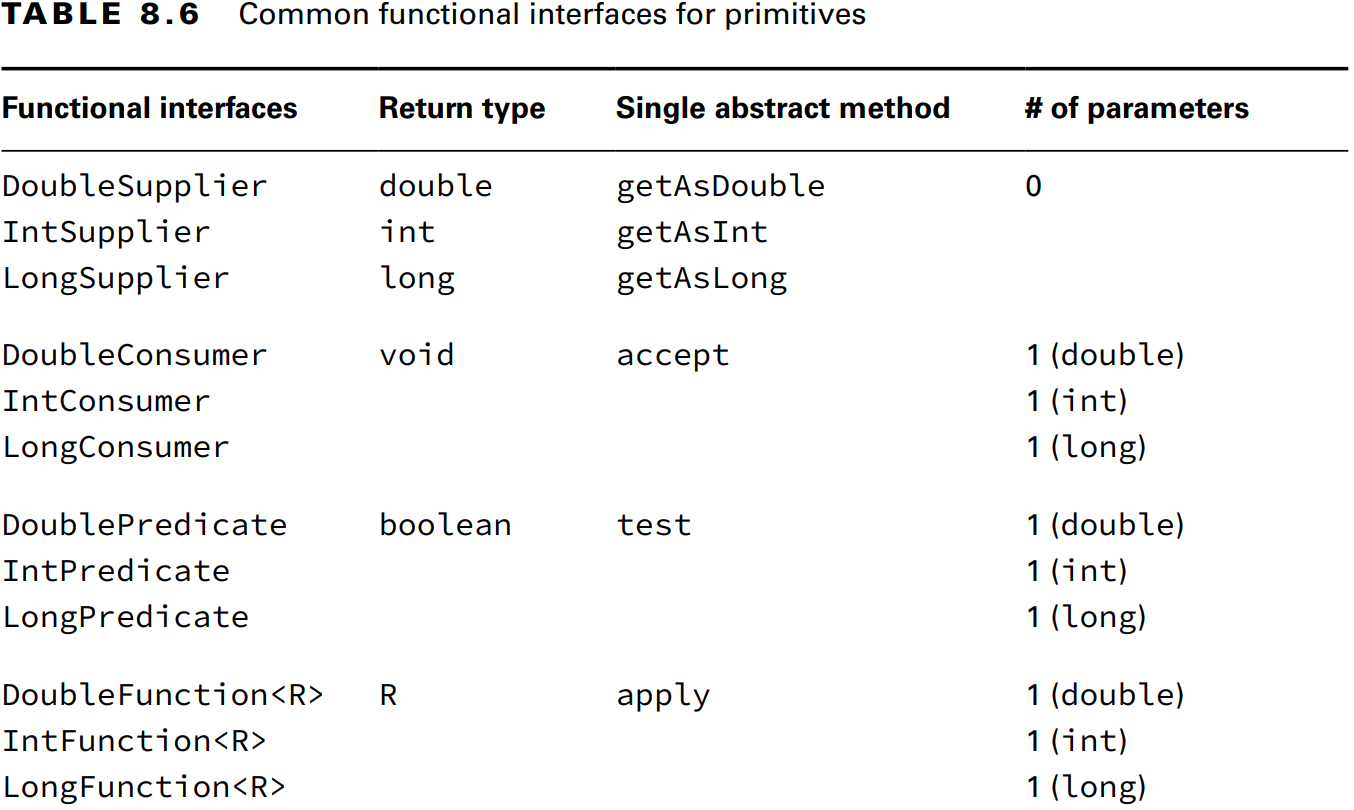 TABLE 8.6 Common functional interfaces for primitives
Functional interfaces Return type Single abstract method # of parameters
DoubleSupplier double getAsDouble 0
IntSupplier int getAsInt
LongSupplier long getAsLong
DoubleConsumer void accept 1 (double)
IntConsumer 1 (int)
LongConsumer 1 (long)
DoublePredicate boolean test 1 (double)
IntPredicate 1 (int)
LongPredicate 1 (long)
DoubleFunction<R> R apply 1 (double)
IntFunction<R> 1 (int)
LongFunction<R> 1 (long)